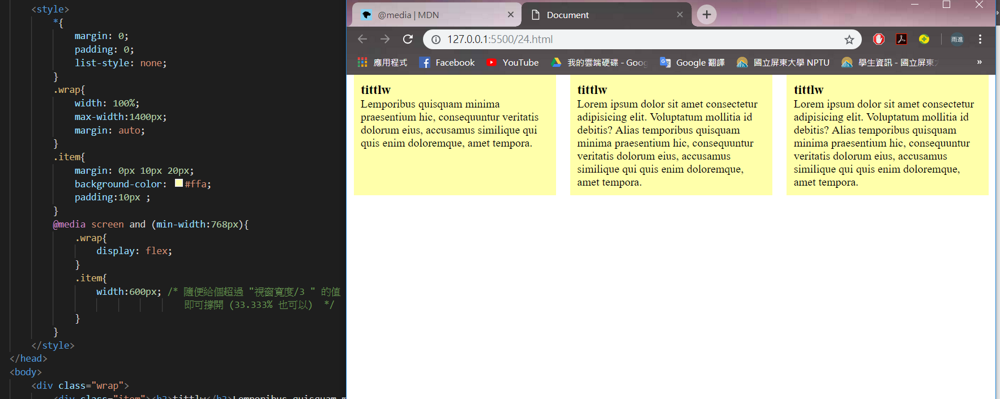 <style>
*{
margin: 0;
padding: 0;
list-style: none;
}
.wrap{
width: 100%;
max-width:1400px;
margin: auto;
}
.item{
margin: 0px 10px 20px;
background-color: #ffa;
padding:10px ;
}
@media screen and (min-width:768px){
.wrap{
display: flex;
}
.item{
width:600px; /* 隨便給個超過 "視窗寬度/3 " 的值
即可撐開 (33.333% 也可以)  */
}
}
</style>
</head>
<body>
<div class="wrap">
<div class="item"><h3>tittlw</h3>Lemporibus quisquam
@media | MDN
Document
127.0.0.1:5500/24.html
雨進
應用程式 Facebook YouTube 我的雲端硬碟 - Goog Google 翻譯 國立屏東大學 NPTU 學生資訊 - 國立屏東 »
tittlw
Lemporibus quisquam minima
praesentium hic, consequuntur veritatis
dolorum eius, accusamus similique qui
quis enim doloremque, amet tempora.
tittlw
Lorem ipsum dolor sit amet consectetur
adipisicing elit. Voluptatum mollitia id
debitis? Alias temporibus quisquam
minima praesentium hic, consequuntur
veritatis dolorum eius, accusamus
similique qui quis enim doloremque,
amet tempora.
tittlw
Lorem ipsum dolor sit amet consectetur
adipisicing elit. Voluptatum mollitia id
debitis? Alias temporibus quisquam
minima praesentium hic, consequuntur
veritatis dolorum eius, accusamus
similique qui quis enim doloremque,
amet tempora.